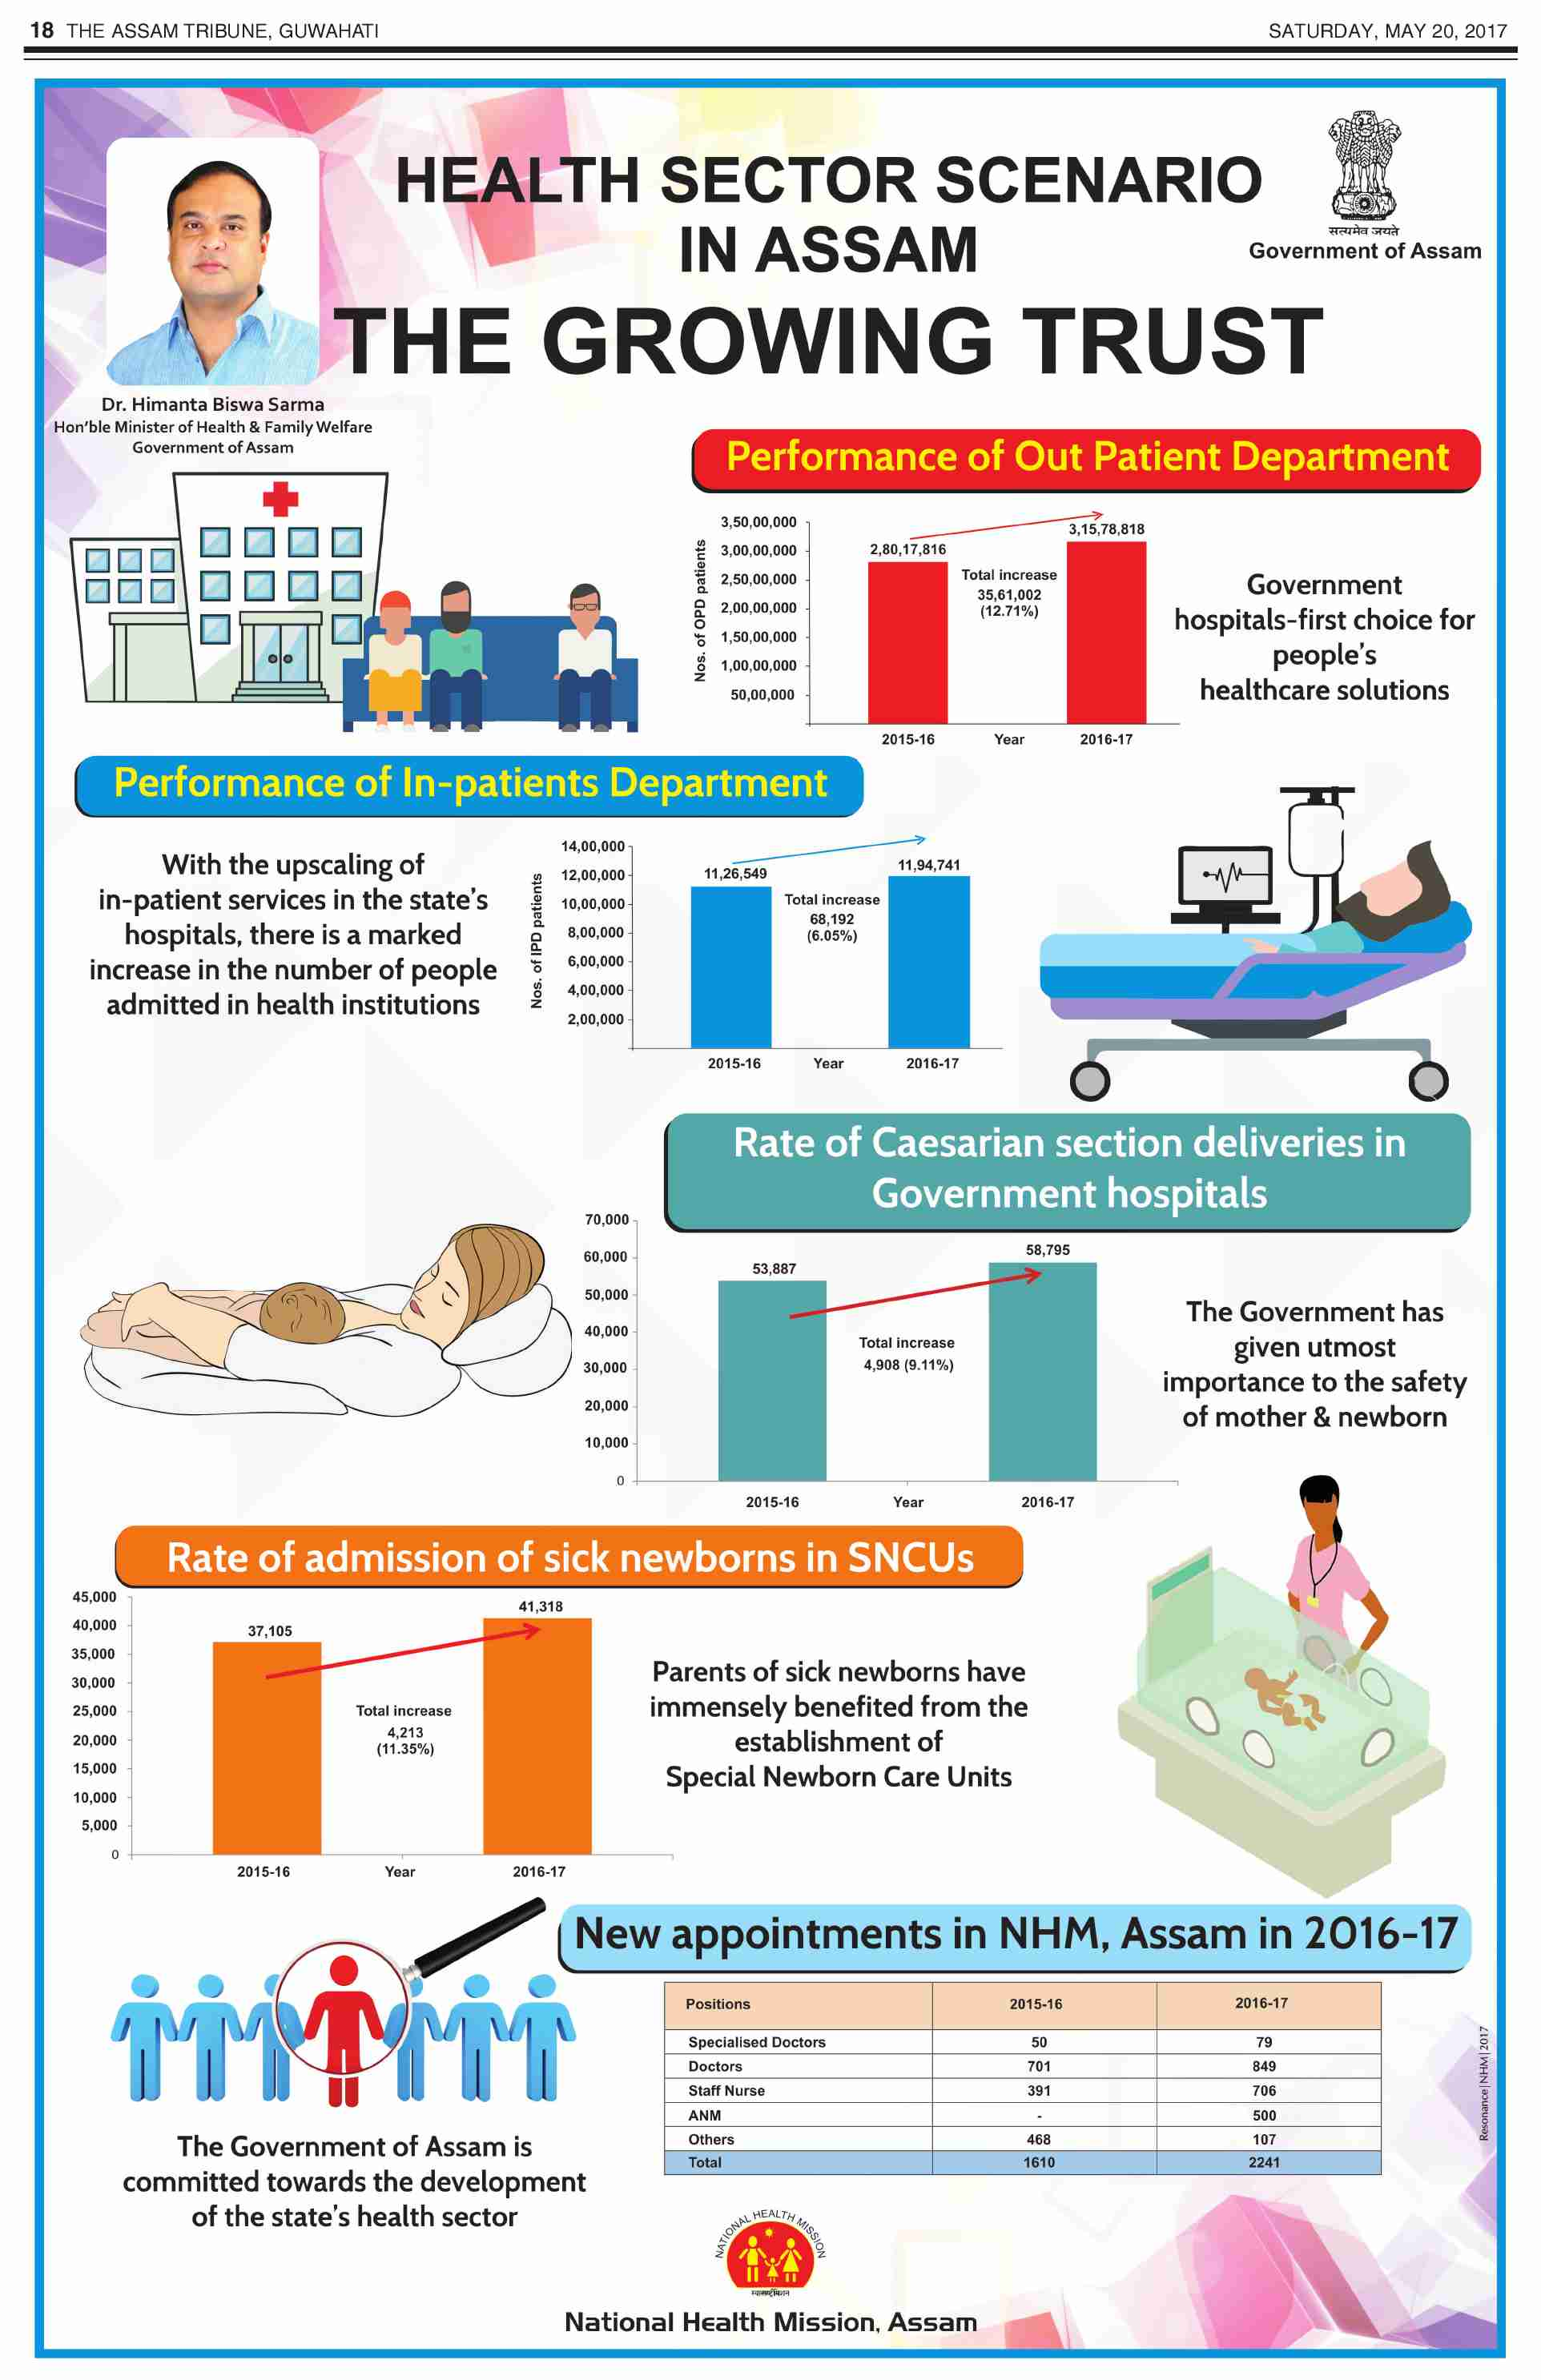 18 THE ASSAM TRIBUNE, GUWAHATI
SATURDAY, MAY 20, 2017
HEALTH SECTOR SCENARIO
IN ASSAM
THE GROWING TRUST
सत्यमेव जयते
Government of Assam
Dr. Himanta Biswa Sarma
Hon'ble Minister of Health & Family Welfare
Government of Assam
Performance of Out Patient Department
Nos. of OPD patients
3,50,00,000
3,00,00,000
2,50,00,000
2,00,00,000
1,50,00,000
1,00,00,000
50,00,000
2,80,17,816
3,15,78,818
Total increase
35,61,002
(12.71%)
2015-16 Year 2016-17
Government
hospitals-first choice for
people's
healthcare solutions
Performance of In-patients Department
With the upscaling of
in-patient services in the state's
hospitals, there is a marked
increase in the number of people
admitted in health institutions
Nos. of IPD patients
14,00,000
12,00,000
10,00,000
8,00,000
6,00,000
4,00,000
2,00,000
11,26,549
11,94,741
Total increase
68,192
(6.05%)
2015-16 Year 2016-17
Rate of Caesarian section deliveries in
Government hospitals
70,000
60,000
50,000
40,000
30,000
20,000
10,000
0
53,887
58,795
Total increase
4,908 (9.11%)
2015-16 Year 2016-17
The Government has
given utmost
importance to the safety
of mother & newborn
Rate of admission of sick newborns in SNCUs
45,000
40,000
35,000
30,000
25,000
20,000
15,000
10,000
5,000
0
37,105
41,318
Total increase
4,213
(11.35%)
2015-16 Year 2016-17
Parents of sick newborns have
immensely benefited from the
establishment of
Special Newborn Care Units
New appointments in NHM, Assam in 2016-17
Positions 2015-16 2016-17
Specialised Doctors 50 79
Doctors 701 849
Staff Nurse 391 706
ANM - 500
Others 468 107
Total 1610 2241
The Government of Assam is
committed towards the development
of the state's health sector
Resonance|NHM|2017
NATIONAL HEALTH MISSION
National Health Mission, Assam